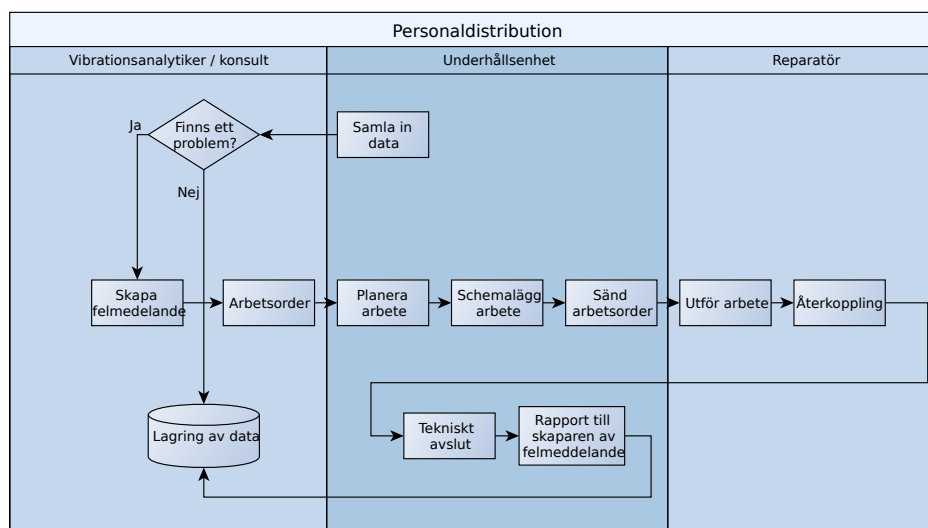 Personaldistribution
Vibrationsanalytiker / konsult
Underhållsenhet
Reparatör
Ja
Finns ett
problem?
Samla in
data
Nej
Skapa
felmedelande
Arbetsorder
Planera
arbete
Schemalägg
arbete
Sänd
arbetsorder
Utför arbete
Återkoppling
Lagring av data
Tekniskt
avslut
Rapport till
skaparen av
felmeddelande